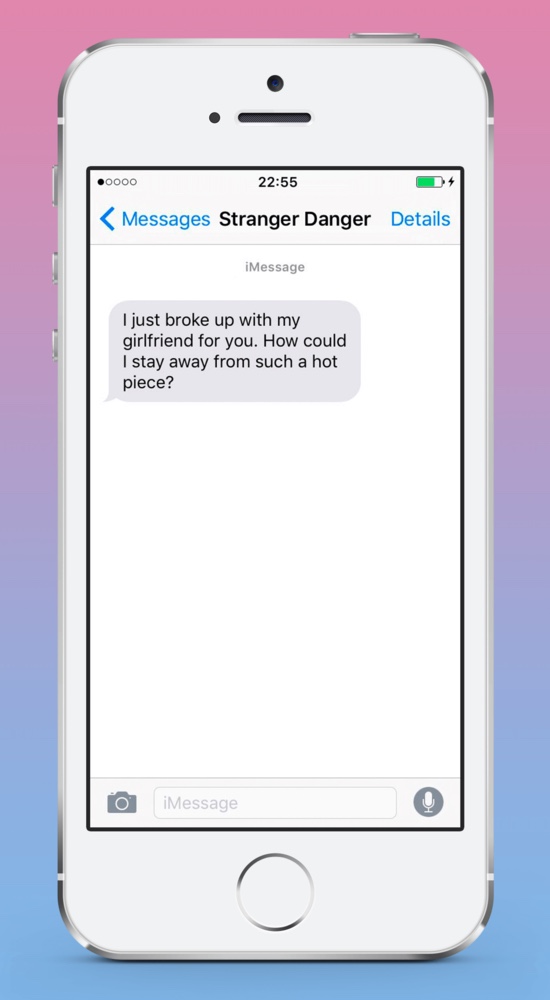 22:55
Messages Stranger Danger Details
iMessage
I just broke up with my
girlfriend for you. How could
I stay away from such a hot
piece?
iMessage